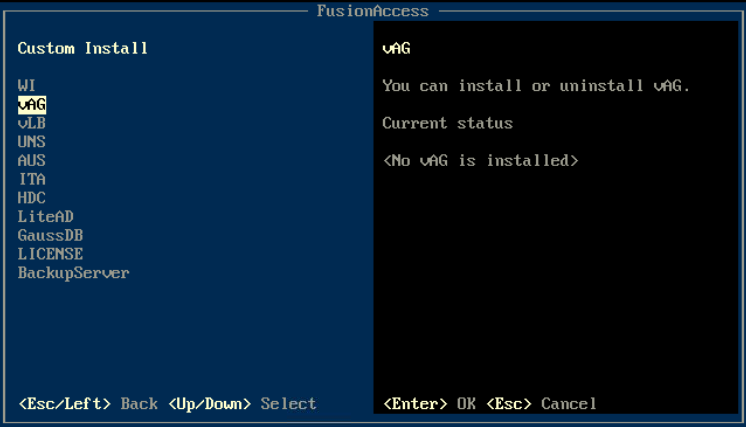 FusionAccess
Custom Install
WI
vAG
vLB
UNS
AUS
ITA
HDC
LiteAD
GaussDB
LICENSE
BackupServer
<Esc/Left> Back <Up/Down> Select
vAG
You can install or uninstall vAG.
Current status
<No vAG is installed>
<Enter> OK <Esc> Cancel